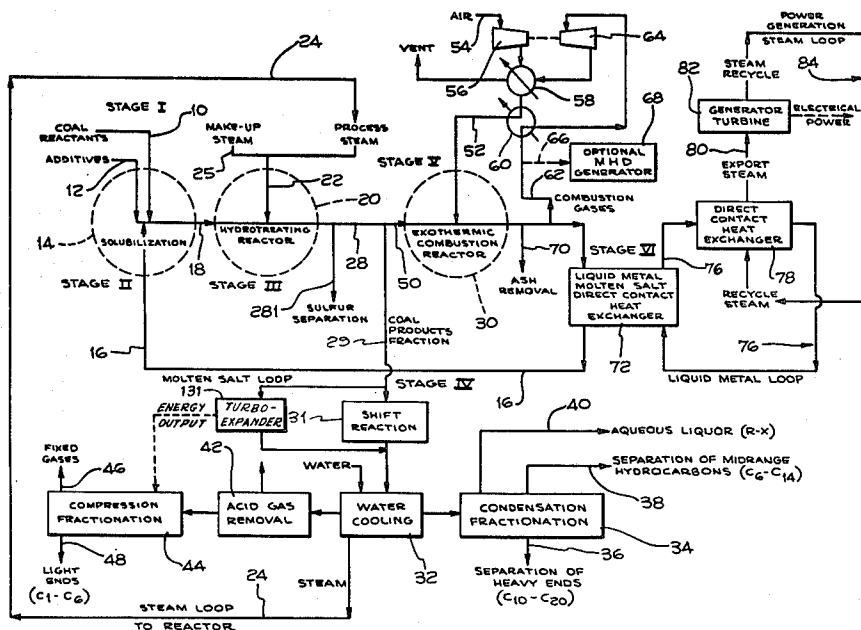 AIR
54
56
64
POWER
GENERATION
STEAM LOOP
24
VENT
STEAM
RECYCLE
82
84
58
STAGE I
10
COAL
REACTANTS
MAKE-UP
STEAM
PROCESS
STEAM
52
60
66
68
GENERATOR
TURBINE
ELECTRICAL
POWER
ADDITIVES
12
25
22
20
STAGE V
OPTIONAL
MHD
GENERATOR
62
80
EXPORT
STEAM
COMBUSTION
GASES
14
SOLUBILIZATION
18
HYDROTREATING
REACTOR
28
50
EXOTHERMIC
COMBUSTION
REACTOR
70
STAGE VI
76
DIRECT
CONTACT
HEAT
EXCHANGER
78
STAGE II
STAGE III
281
SULFUR
SEPARATION
30
ASH
REMOVAL
LIQUID METAL
MOLTEN SALT
DIRECT CONTACT
HEAT
EXCHANGER
72
RECYCLE
STEAM
76
16
29
COAL
PRODUCTS
FRACTION
16
LIQUID METAL LOOP
MOLTEN SALT LOOP
STAGE IV
131
ENERGY
OUTPUT
TURBO-
EXPANDER
31
SHIFT
REACTION
40
AQUEOUS LIQUOR (R-X)
46
FIXED
GASES
42
WATER
SEPARATION OF MIDRANGE
HYDROCARBONS (C6-C14)
38
COMPRESSION
FRACTIONATION
44
ACID GAS
REMOVAL
WATER
COOLING
32
CONDENSATION
FRACTIONATION
34
48
LIGHT
ENDS
(C1-C6)
STEAM
36
SEPARATION OF
HEAVY ENDS
(C10-C20)
24
STEAM LOOP
TO REACTOR